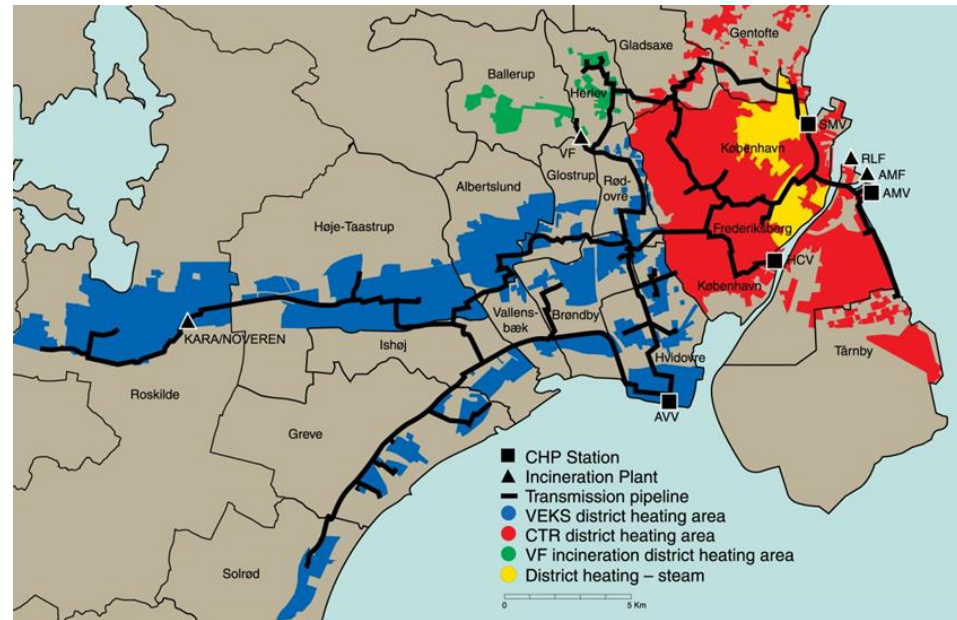 Gentofte
Gladsaxe
Ballerup
Herlev
SMV
København
VF
RLF
Glostrup
AMF
Albertslund
Rød-
ovre
AMV
Høje-Taastrup
Frederiksberg
HCV
København
Vallens-
bæk
Brøndby
KARA/NOVEREN
Ishøj
Hvidovre
Tårnby
Roskilde
AVV
Greve
CHP Station
Incineration Plant
Transmission pipeline
VEKS district heating area
CTR district heating area
VF incineration district heating area
District heating – steam
Solrød
0 5 Km